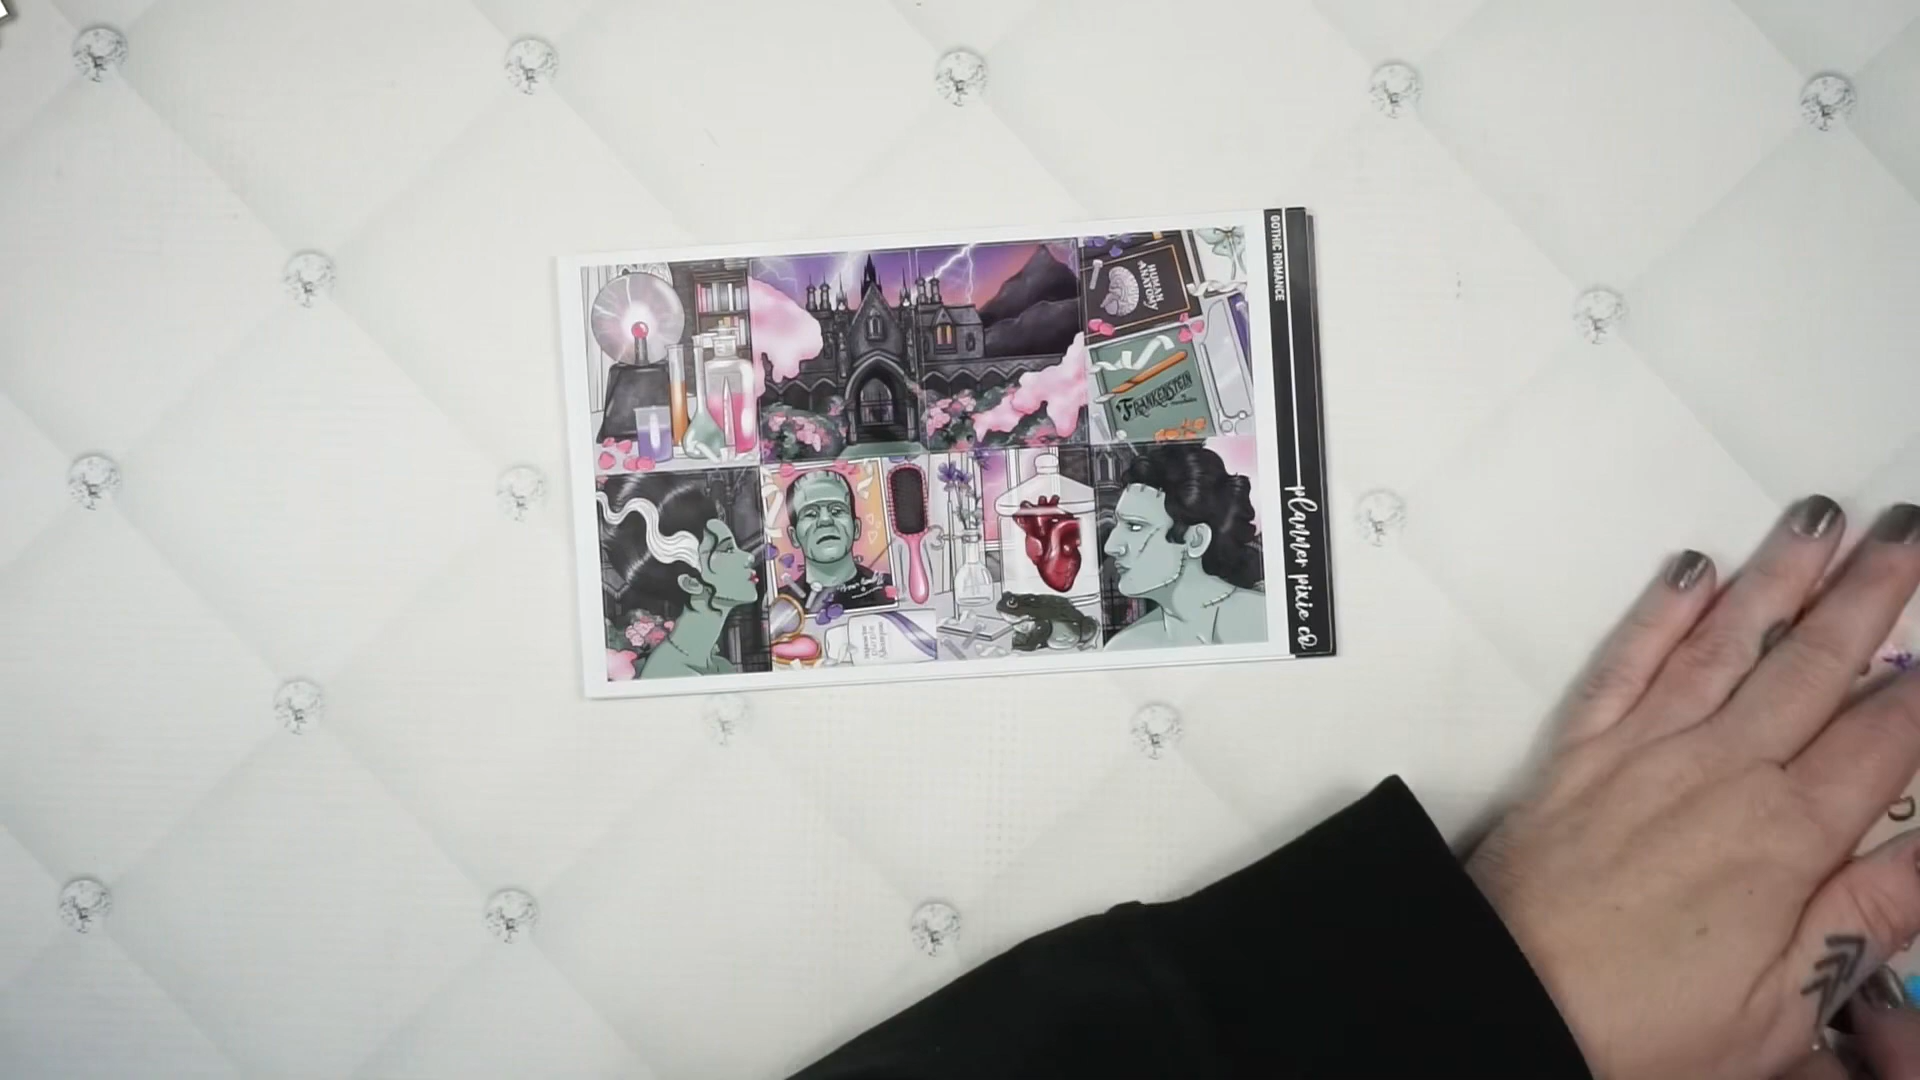 GOTHIC ROMANCE
planner pixie co
HUMAN
ANATOMY
FRANKENSTEIN